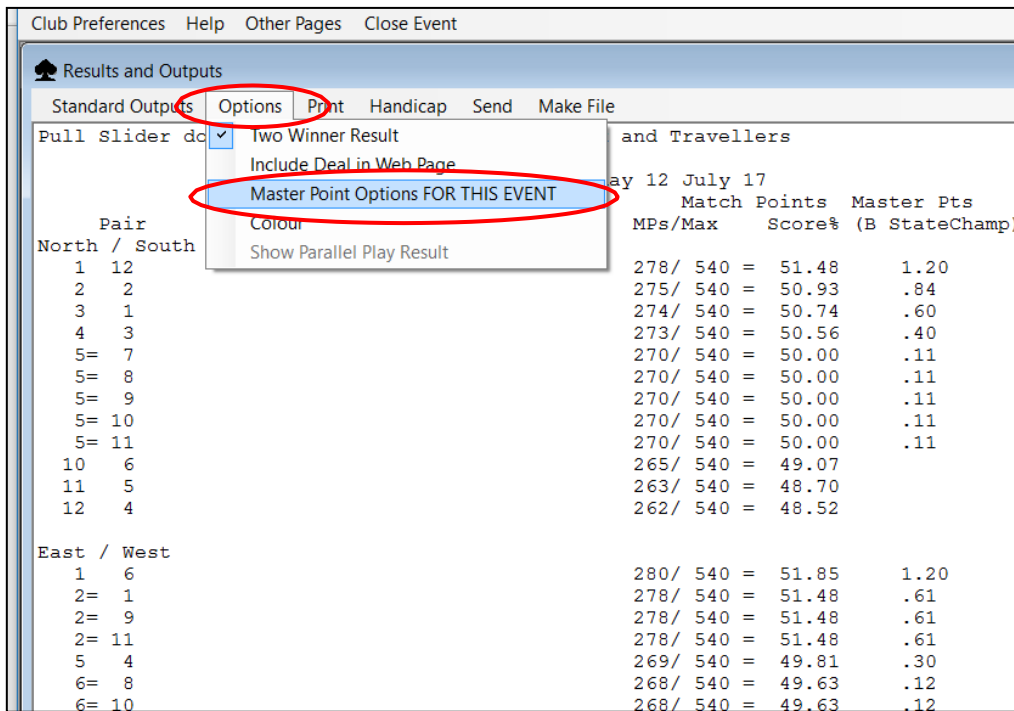 Club Preferences Help Other Pages Close Event
Results and Outputs
Standard Outputs Options Print Handicap Send Make File
Pull Slider do and Travellers
✓ Two Winner Result
Include Deal in Web Page
Master Point Options FOR THIS EVENT
Colour
Show Parallel Play Result
ay 12 July 17
Match Points Master Pts
Pair MPs/Max Score% (B StateChamp)
North / South
1 12 278/ 540 = 51.48 1.20
2 2 275/ 540 = 50.93 .84
3 1 274/ 540 = 50.74 .60
4 3 273/ 540 = 50.56 .40
5= 7 270/ 540 = 50.00 .11
5= 8 270/ 540 = 50.00 .11
5= 9 270/ 540 = 50.00 .11
5= 10 270/ 540 = 50.00 .11
5= 11 270/ 540 = 50.00 .11
10 6 265/ 540 = 49.07
11 5 263/ 540 = 48.70
12 4 262/ 540 = 48.52
East / West
1 6 280/ 540 = 51.85 1.20
2= 1 278/ 540 = 51.48 .61
2= 9 278/ 540 = 51.48 .61
2= 11 278/ 540 = 51.48 .61
5 4 269/ 540 = 49.81 .30
6= 8 268/ 540 = 49.63 .12
6= 10 268/ 540 = 49.63 .12